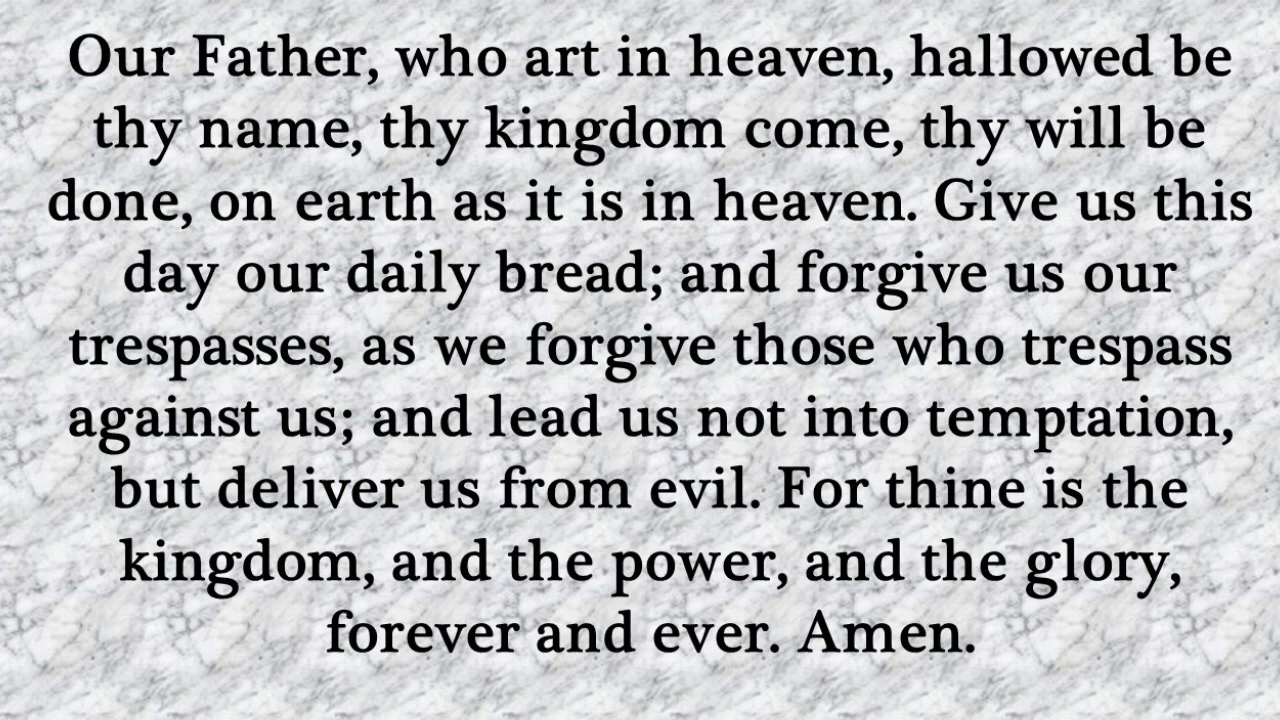 Our Father, who art in heaven, hallowed be
thy name, thy kingdom come, thy will be
done, on earth as it is in heaven. Give us this
day our daily bread; and forgive us our
trespasses, as we forgive those who trespass
against us; and lead us not into temptation,
but deliver us from evil. For thine is the
kingdom, and the power, and the glory,
forever and ever. Amen.